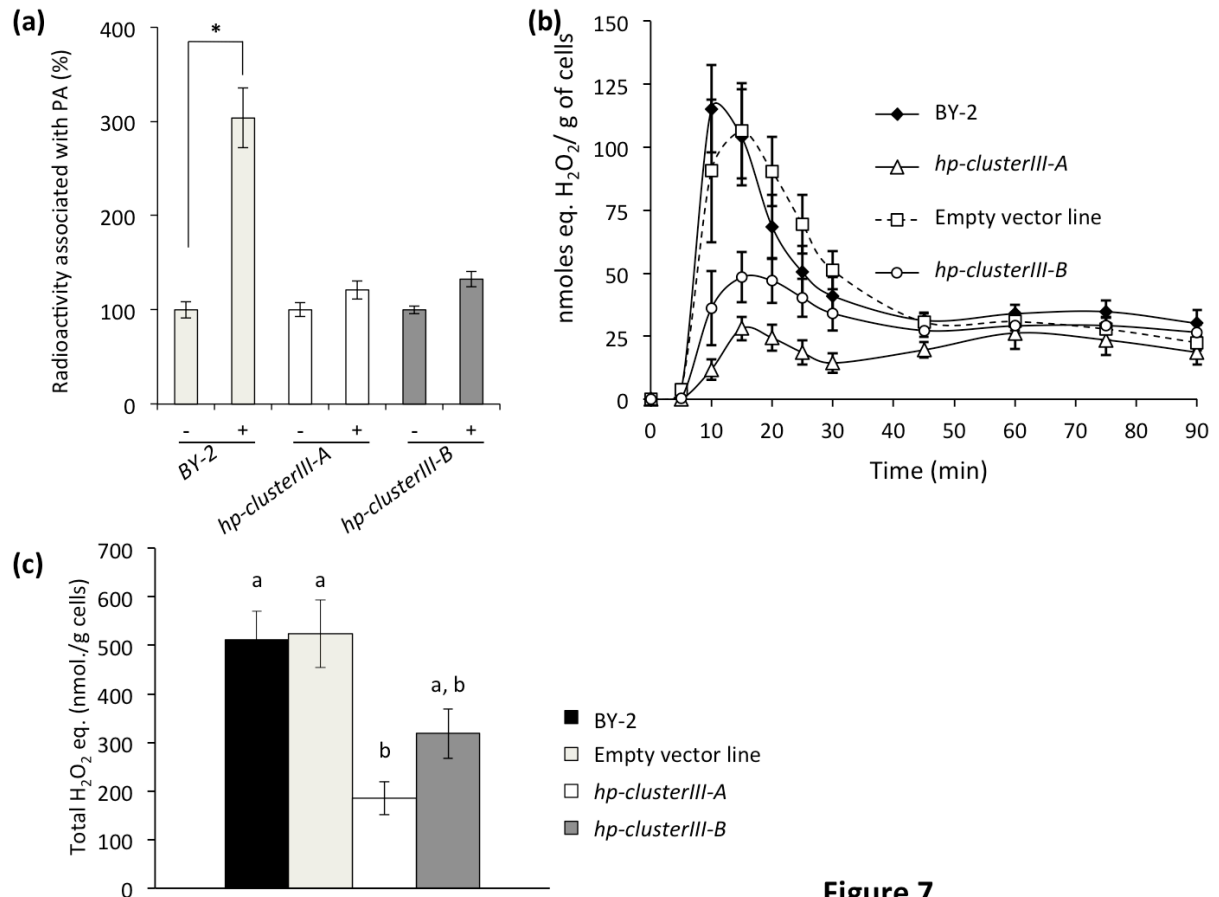 (a)
Radioactivity associated with PA (%)
400
300
200
100
0
*
- + - + - +
BY-2
hp-clusterIII-A
hp-clusterIII-B
(b)
nmoles eq. H₂O₂/ g of cells
150
125
100
75
50
25
0
0 10 20 30 40 50 60 70 80 90
Time (min)
BY-2
hp-clusterIII-A
Empty vector line
hp-clusterIII-B
(c)
Total H₂O₂ eq. (nmol./g cells)
700
600
500
400
300
200
100
0
a a
b
a, b
BY-2
Empty vector line
hp-clusterIII-A
hp-clusterIII-B
Figure 7